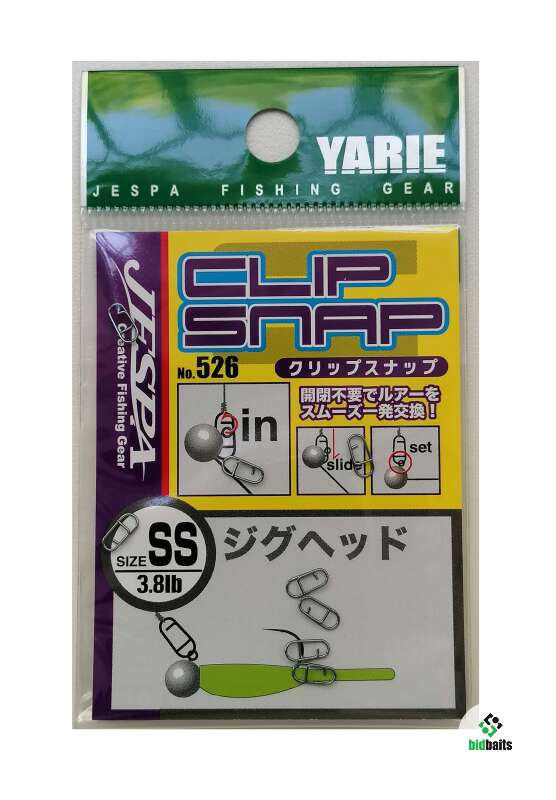 YARIE
JESPA FISHING GEAR
JESPA
Creative Fishing Gear
CLIP
SNAP
No.526
クリップスナップ
in
開閉不要でルアーを
スムーズ一発交換！
slide
set
SIZE SS
3.8lb
ジグヘッド
bidbaits